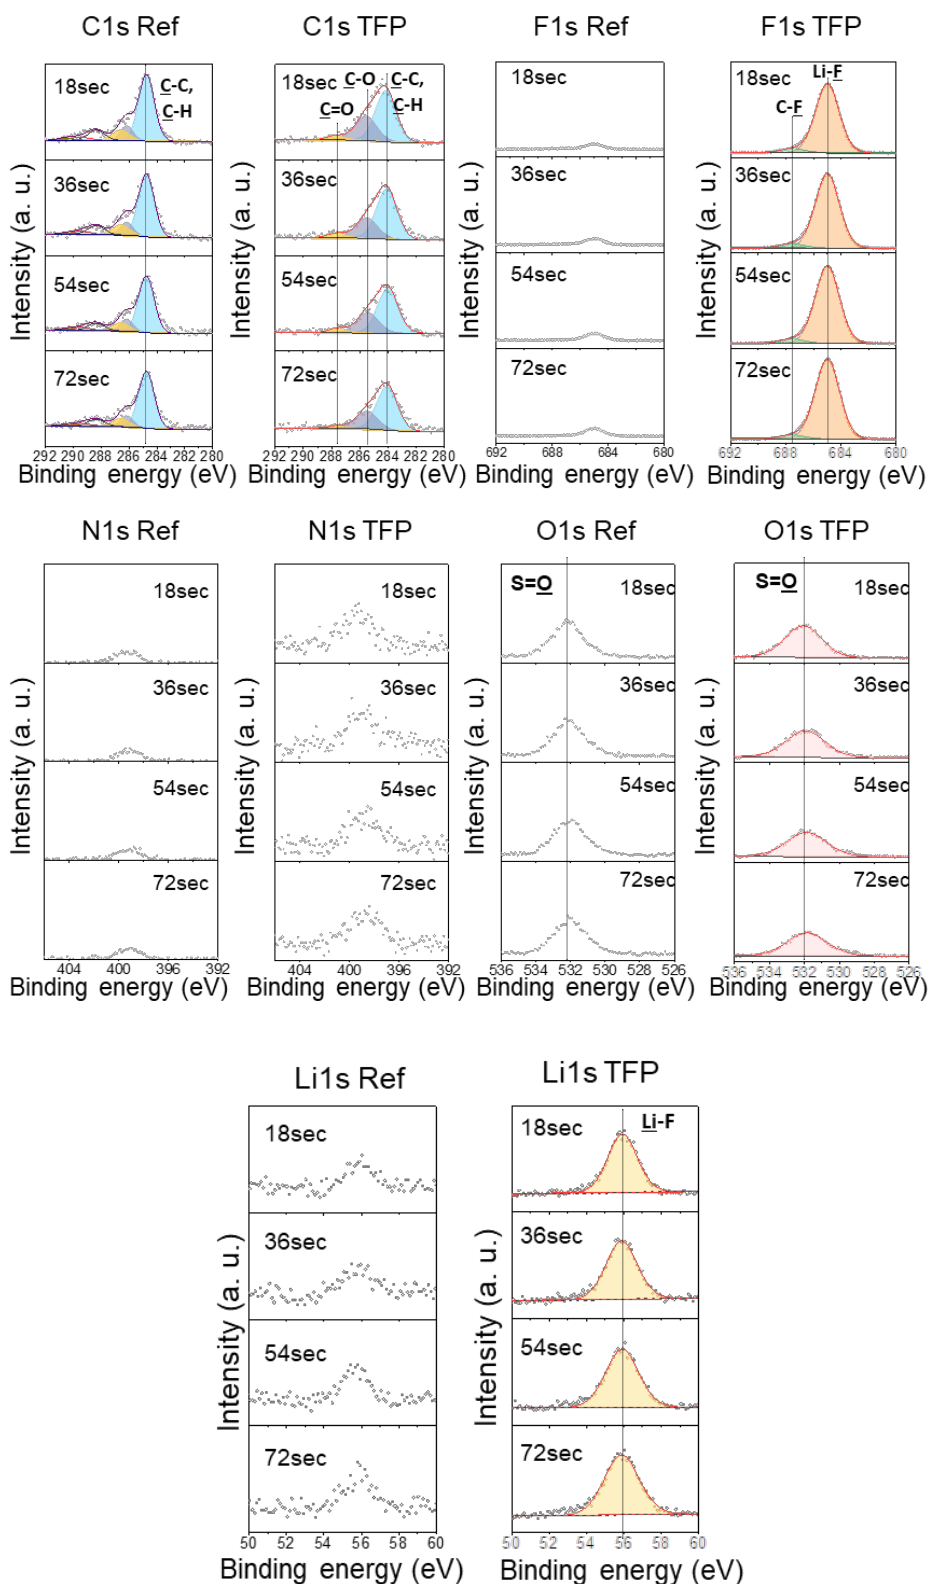 C1s Ref
C1s TFP
F1s Ref
F1s TFP
Intensity (a. u.)
18sec
C-C,
C-H
36sec
54sec
72sec
292 290 288 286 284 282 280
Binding energy (eV)
Intensity (a. u.)
18sec
C-O
C-C,
C=O
C-H
36sec
54sec
72sec
292 290 288 286 284 282 280
Binding energy (eV)
Intensity (a. u.)
18sec
36sec
54sec
72sec
692 688 684 680
Binding energy (eV)
Intensity (a. u.)
18sec
Li-F
C-F
36sec
54sec
72sec
692 688 684 680
Binding energy (eV)
N1s Ref
N1s TFP
O1s Ref
O1s TFP
Intensity (a. u.)
18sec
36sec
54sec
72sec
404 400 396 392
Binding energy (eV)
Intensity (a. u.)
18sec
36sec
54sec
72sec
404 400 396 392
Binding energy (eV)
Intensity (a. u.)
S=O
18sec
36sec
54sec
72sec
536 534 532 530 528 526
Binding energy (eV)
Intensity (a. u.)
S=O
18sec
36sec
54sec
72sec
536 534 532 530 528 526
Binding energy (eV)
Li1s Ref
Li1s TFP
Intensity (a. u.)
18sec
36sec
54sec
72sec
50 52 54 56 58 60
Binding energy (eV)
Intensity (a. u.)
18sec
Li-F
36sec
54sec
72sec
50 52 54 56 58 60
Binding energy (eV)